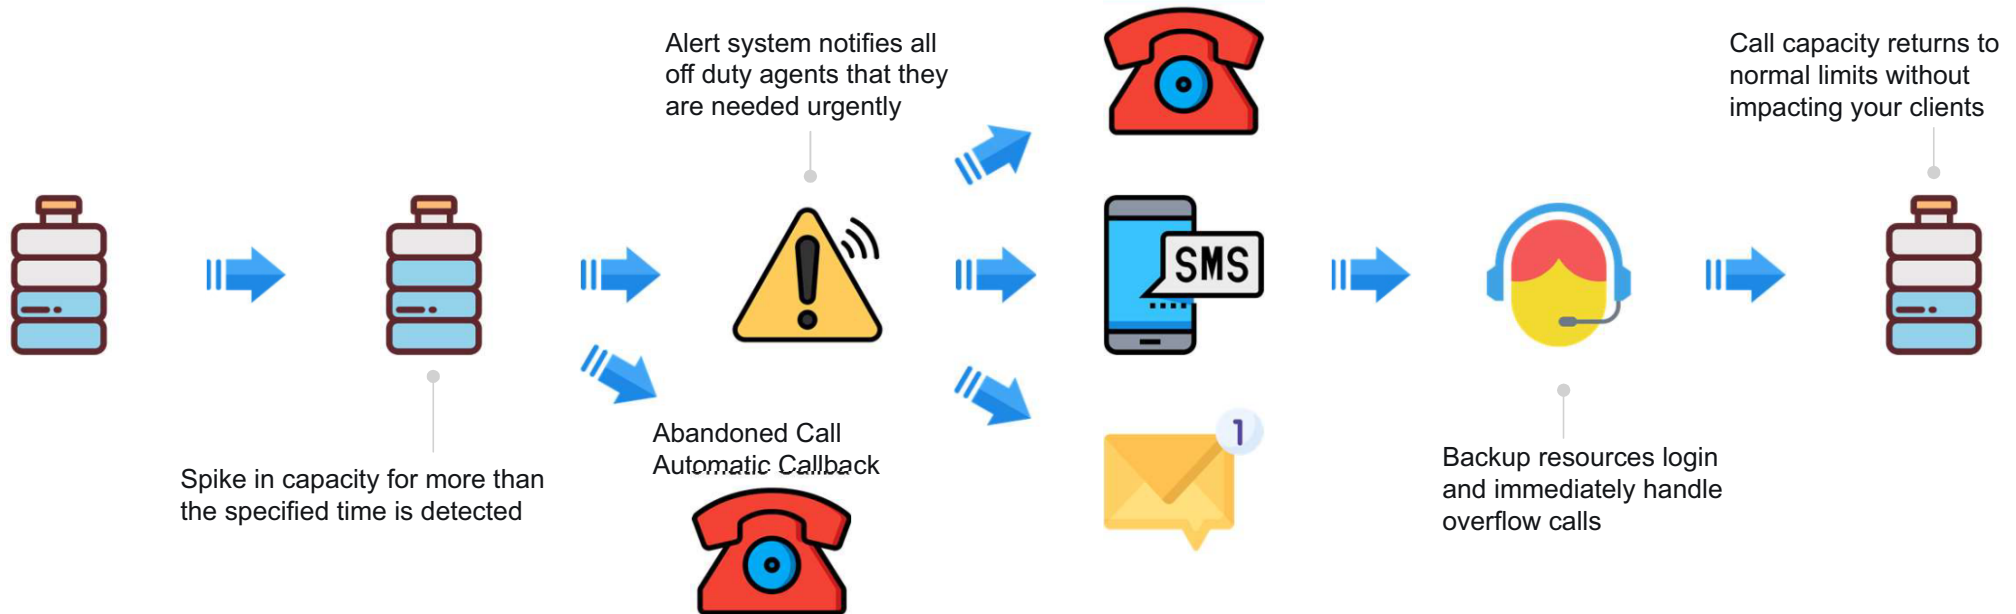 Alert system notifies all
off duty agents that they
are needed urgently
Call capacity returns to
normal limits without
impacting your clients
SMS
1
Abandoned Call
Automatic Callback
Spike in capacity for more than
the specified time is detected
Backup resources login
and immediately handle
overflow calls